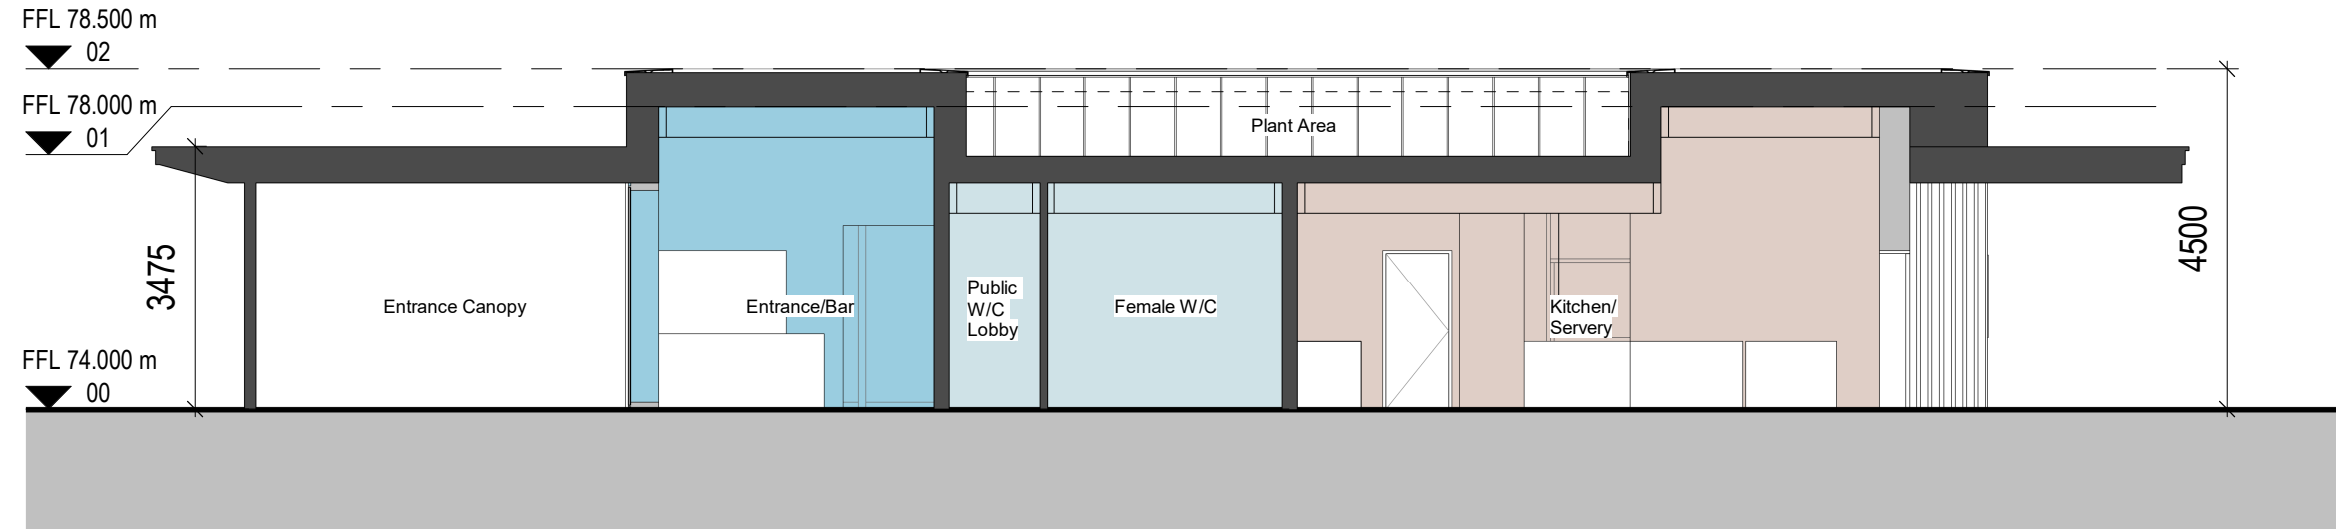 FFL 78.500 m
02
FFL 78.000 m
01
Plant Area
3475
4500
Entrance Canopy
Entrance/Bar
Public
W/C
Lobby
Female W/C
Kitchen/
Servery
FFL 74.000 m
00